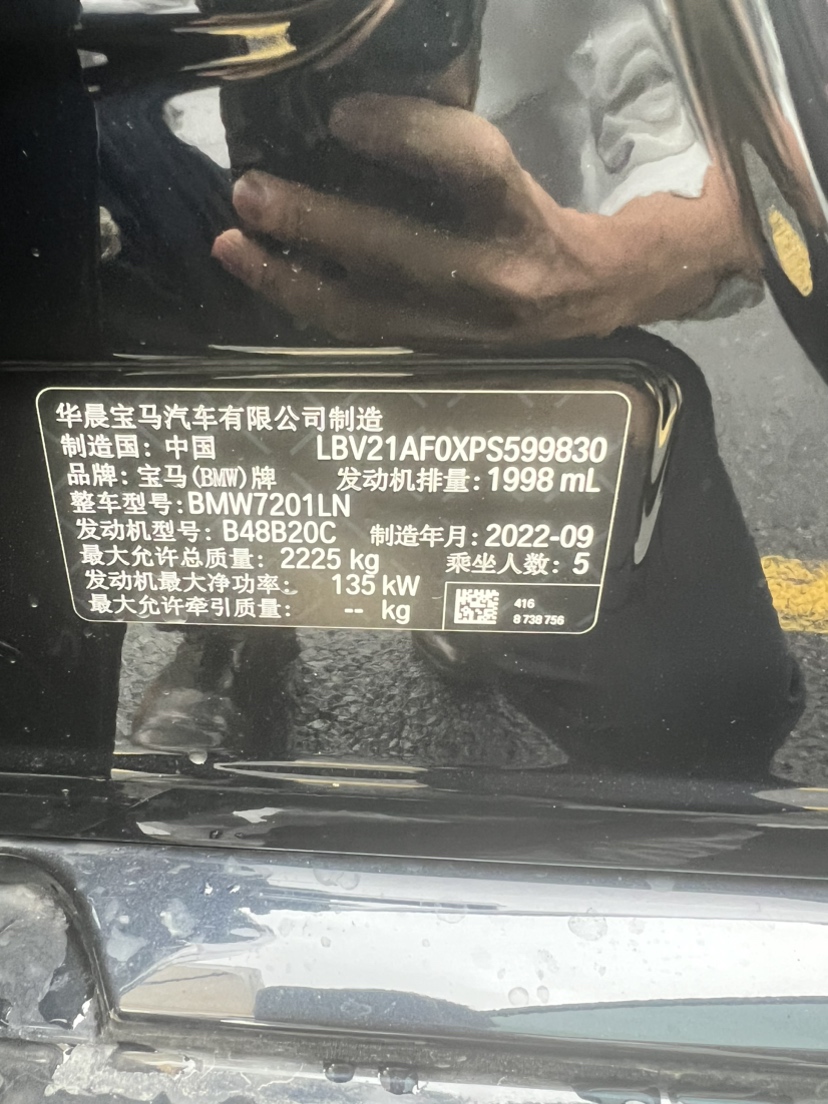 华晨宝马汽车有限公司制造
制造国：中国 LBV21AF0XPS599830
品牌：宝马(BMW)牌 发动机排量：1998 mL
整车型号：BMW7201LN
发动机型号：B48B20C 制造年月：2022-09
最大允许总质量：2225 kg 乘坐人数：5
发动机最大净功率：135 kW
最大允许牵引质量：-- kg
416
8 738 756